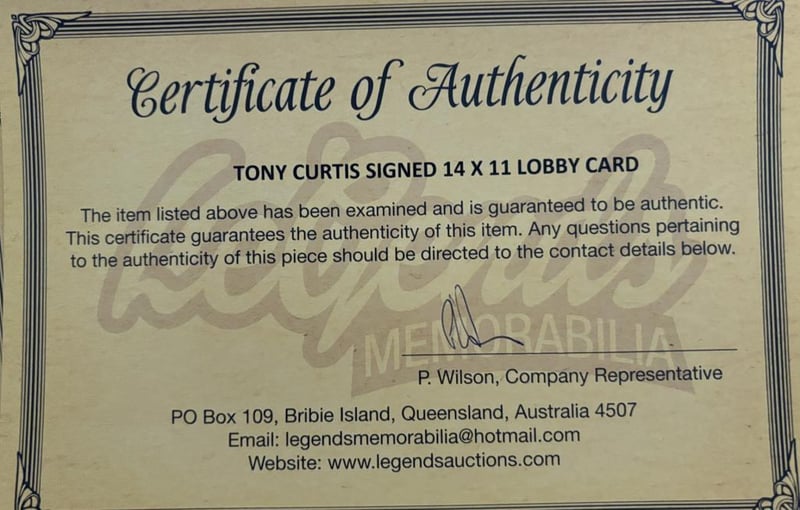 Certificate of Authenticity
TONY CURTIS SIGNED 14 X 11 LOBBY CARD
The item listed above has been examined and is guaranteed to be authentic.
This certificate guarantees the authenticity of this item. Any questions pertaining
to the authenticity of this piece should be directed to the contact details below.
Legends
MEMORABILIA
P. Wilson, Company Representative
PO Box 109, Bribie Island, Queensland, Australia 4507
Email: legendsmemorabilia@hotmail.com
Website: www.legendsauctions.com